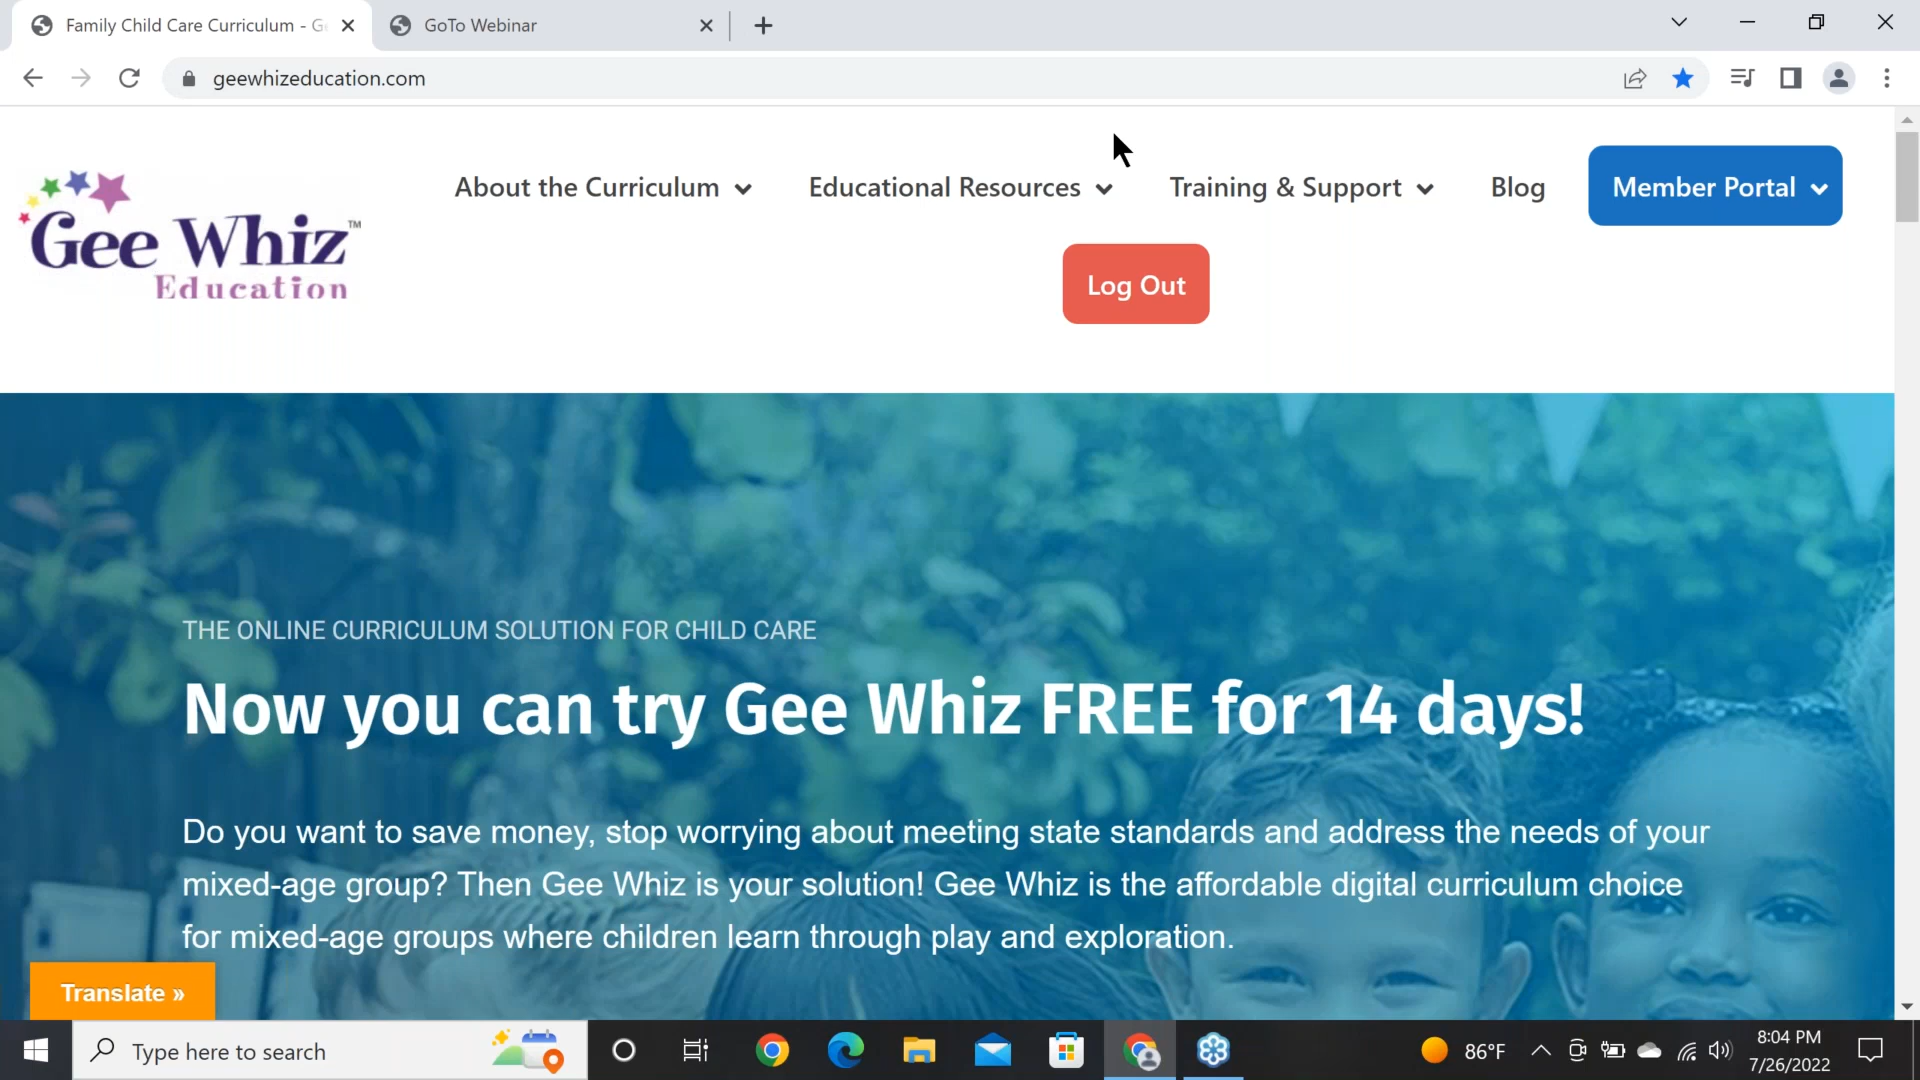 Family Child Care Curriculum - Ge
GoTo Webinar
geewhizeducation.com
Gee Whiz™
Education
About the Curriculum
Educational Resources
Training & Support
Blog
Member Portal
Log Out
THE ONLINE CURRICULUM SOLUTION FOR CHILD CARE
Now you can try Gee Whiz FREE for 14 days!
Do you want to save money, stop worrying about meeting state standards and address the needs of your
mixed-age group? Then Gee Whiz is your solution! Gee Whiz is the affordable digital curriculum choice
for mixed-age groups where children learn through play and exploration.
Translate »
Type here to search
86°F
8:04 PM
7/26/2022